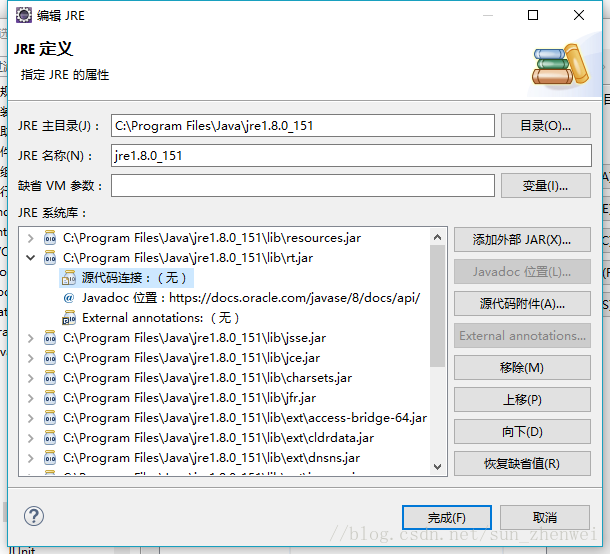 编辑 JRE
JRE 定义
指定 JRE 的属性
JRE 主目录(J)： C:\Program Files\Java\jre1.8.0_151 目录(O)...
JRE 名称(N)： jre1.8.0_151
缺省 VM 参数： 变量(I)...
JRE 系统库：
C:\Program Files\Java\jre1.8.0_151\lib\resources.jar 添加外部 JAR(X)...
C:\Program Files\Java\jre1.8.0_151\lib\rt.jar
源代码连接：（无） Javadoc 位置(L)...
Javadoc 位置：https://docs.oracle.com/javase/8/docs/api/ 源代码附件(A)...
External annotations: （无）
C:\Program Files\Java\jre1.8.0_151\lib\jsse.jar External annotations...
C:\Program Files\Java\jre1.8.0_151\lib\jce.jar 移除(M)
C:\Program Files\Java\jre1.8.0_151\lib\charsets.jar
C:\Program Files\Java\jre1.8.0_151\lib\jfr.jar 上移(P)
C:\Program Files\Java\jre1.8.0_151\lib\ext\access-bridge-64.jar
C:\Program Files\Java\jre1.8.0_151\lib\ext\cldrdata.jar 向下(D)
C:\Program Files\Java\jre1.8.0_151\lib\ext\dnsns.jar 恢复缺省值(R)
完成(F) 取消
//blog.csdn.net/sun_zhenwei
JUnit